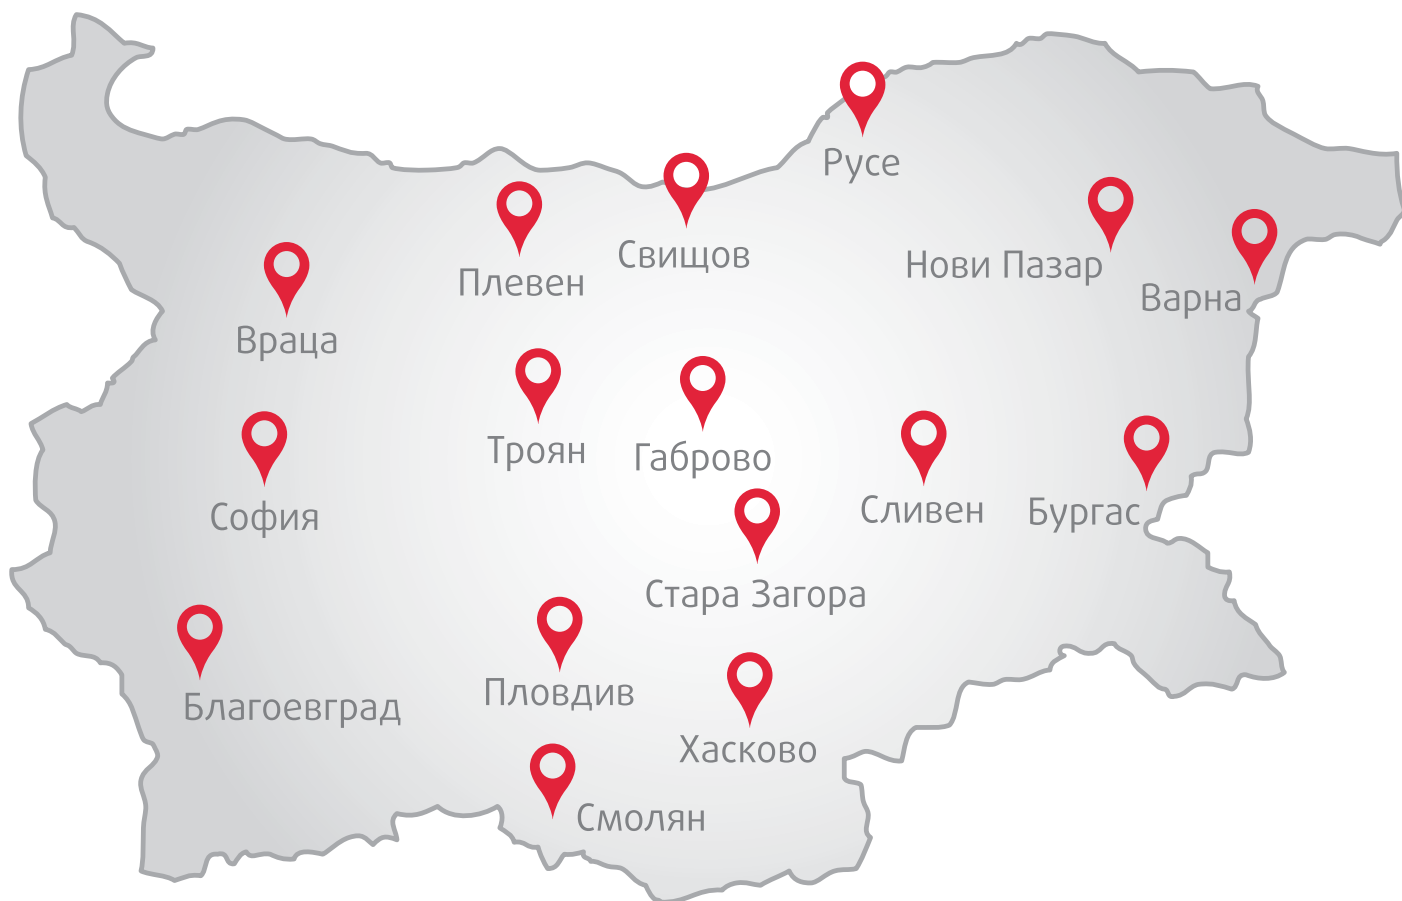 Русе
Свищов
Нови Пазар
Плевен
Варна
Враца
Троян
Габрово
Сливен
Бургас
София
Стара Загора
Пловдив
Благоевград
Хасково
Смолян